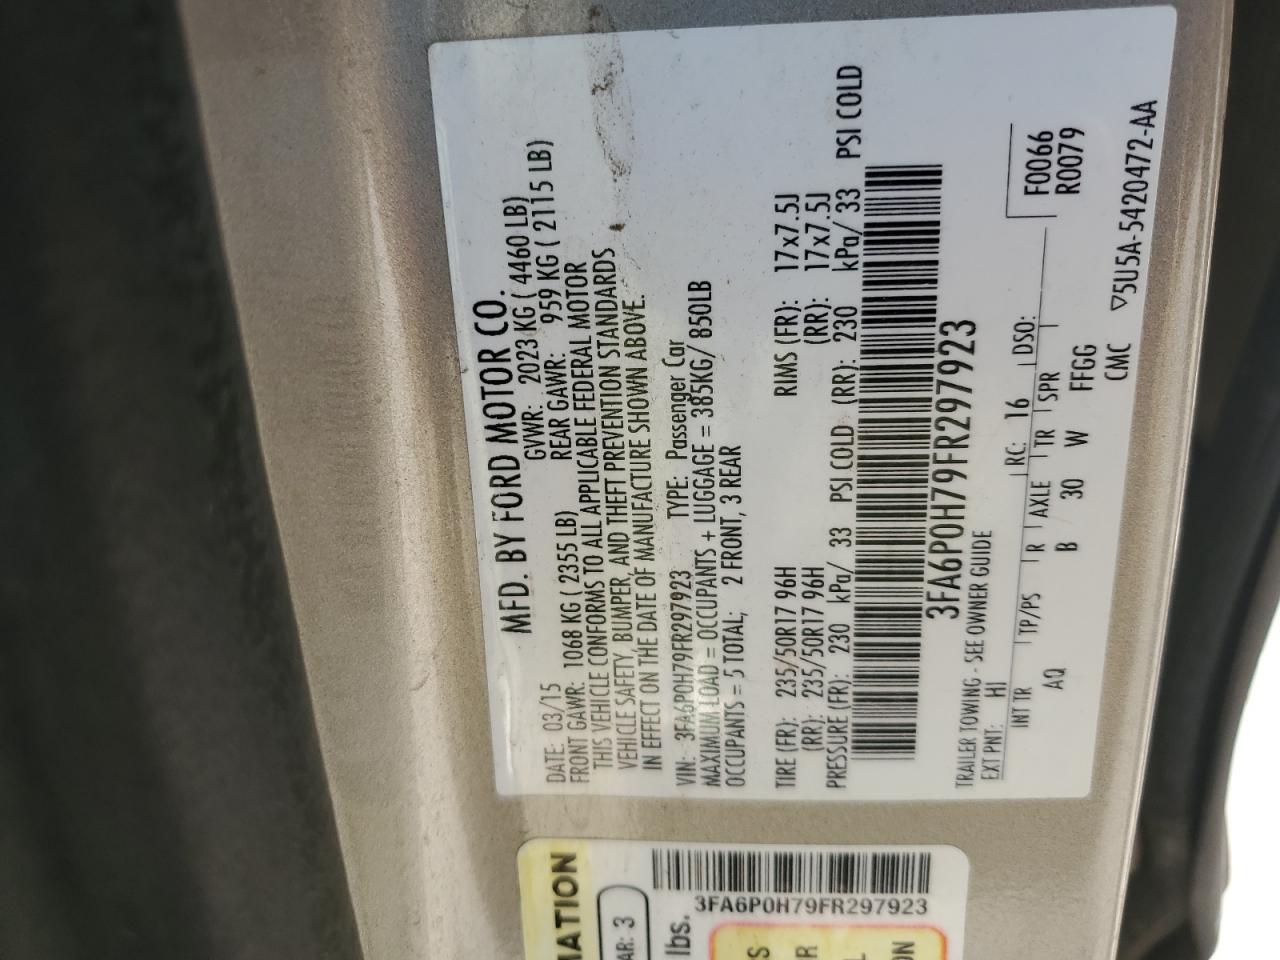 MFD. BY FORD MOTOR CO.
DATE: 03/15 GVWR: 2023 KG ( 4460 LB)
FRONT GAWR: 1068 KG ( 2355 LB) REAR GAWR: 959 KG ( 2115 LB)
THIS VEHICLE CONFORMS TO ALL APPLICABLE FEDERAL MOTOR
VEHICLE SAFETY, BUMPER, AND THEFT PREVENTION STANDARDS
IN EFFECT ON THE DATE OF MANUFACTURE SHOWN ABOVE.
VIN: 3FA6P0H79FR297923 TYPE: Passenger Car
MAXIMUM LOAD = OCCUPANTS + LUGGAGE = 385KG/ 850LB
OCCUPANTS = 5 TOTAL; 2 FRONT, 3 REAR
TIRE (FR): 235/50R17 96H RIMS (FR): 17x7.5J
(RR): 235/50R17 96H (RR): 17x7.5J
PRESSURE (FR): 230 kPa/ 33 PSI COLD (RR): 230 kPa/ 33 PSI COLD
3FA6P0H79FR297923
TRAILER TOWING - SEE OWNER GUIDE
EXT PNT: HJ RC: 16 DSO: F0066
R0079
INT TR TP/PS R AXLE TR SPR
AQ B 30 W FFGG
CMC ▽5U5A-5420472-AA
MATION
AR: 3
lbs.
3FA6P0H79FR297923
S
R
L
ON